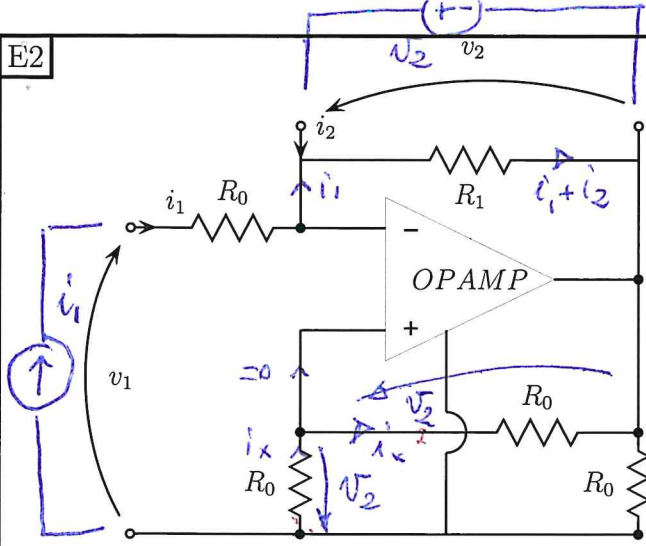 + -
v₂
v₂
E2
i₂
i₁
R₀
i₁
R₁
i₁+i₂
−
OPAMP
+
i₁
v₁
=0
v₂
R₀
iₓ
iₓ
2
R₀
v₂
R₀